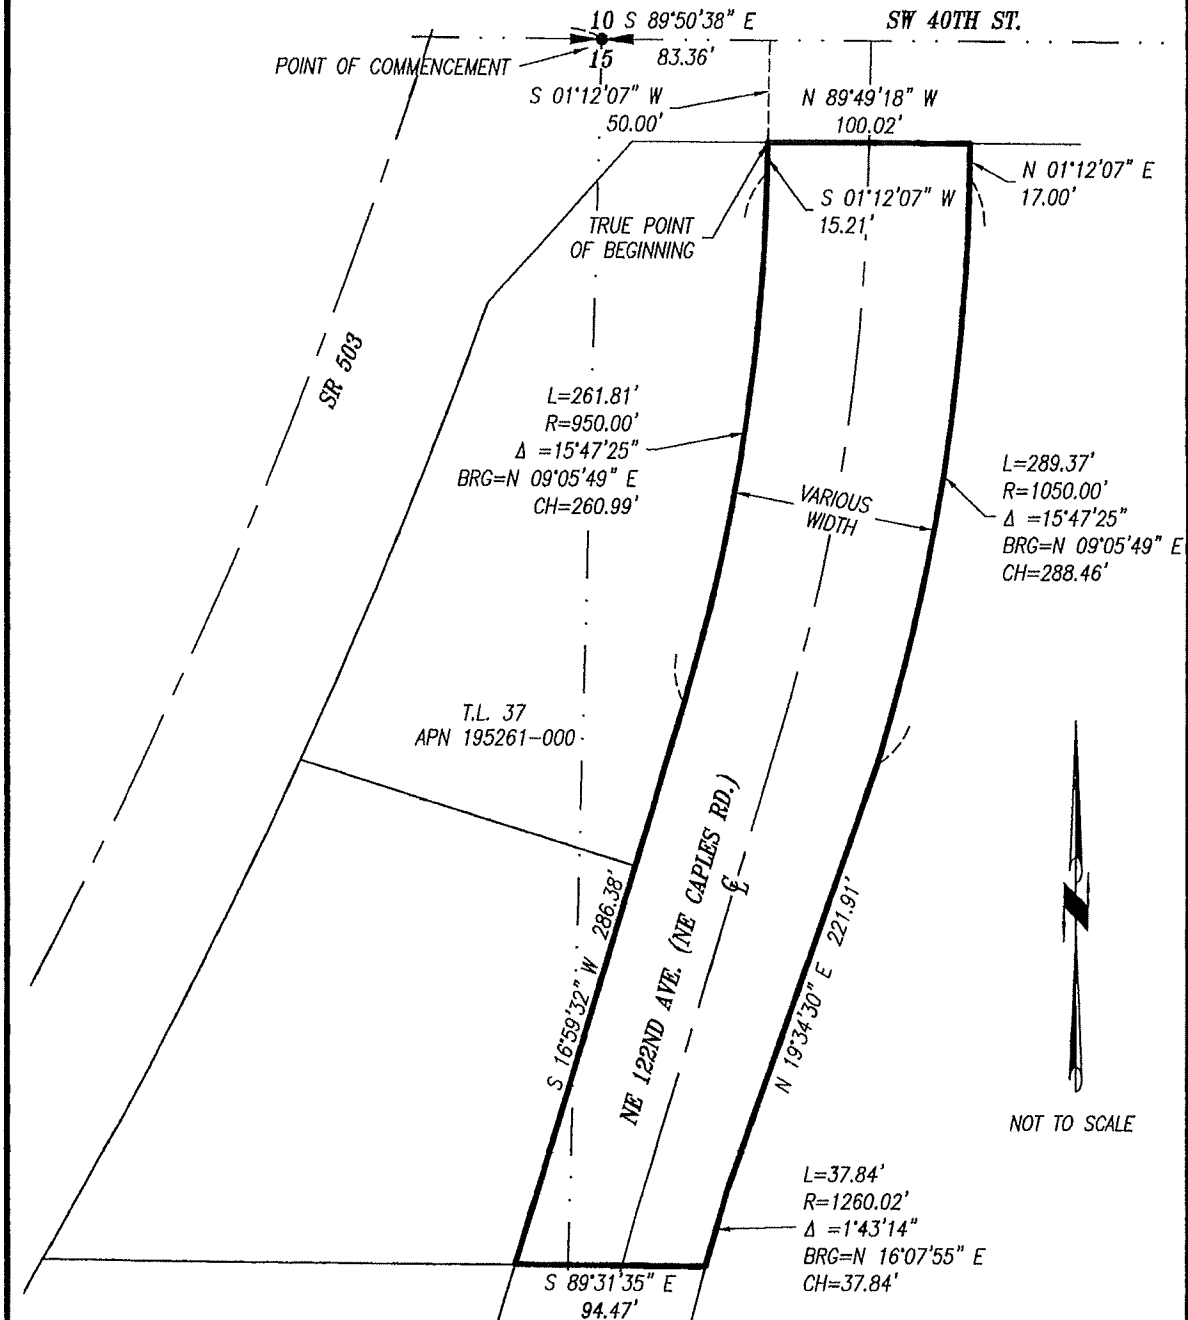 10 S 89°50'38" E
SW 40TH ST.
15
83.36'
POINT OF COMMENCEMENT
S 01°12'07" W
50.00'
N 89°49'18" W
100.02'
N 01°12'07" E
17.00'
S 01°12'07" W
15.21'
TRUE POINT
OF BEGINNING
SR 503
L=261.81'
R=950.00'
Δ =15°47'25"
BRG=N 09°05'49" E
CH=260.99'
VARIOUS
WIDTH
L=289.37'
R=1050.00'
Δ =15°47'25"
BRG=N 09°05'49" E
CH=288.46'
T.L. 37
APN 195261-000
NE 122ND AVE. (NE CAPLES RD.)
℄
S 16°59'32" W 286.38'
N 19°34'30" E 221.91'
N
NOT TO SCALE
L=37.84'
R=1260.02'
Δ =1°43'14"
BRG=N 16°07'55" E
CH=37.84'
S 89°31'35" E
94.47'